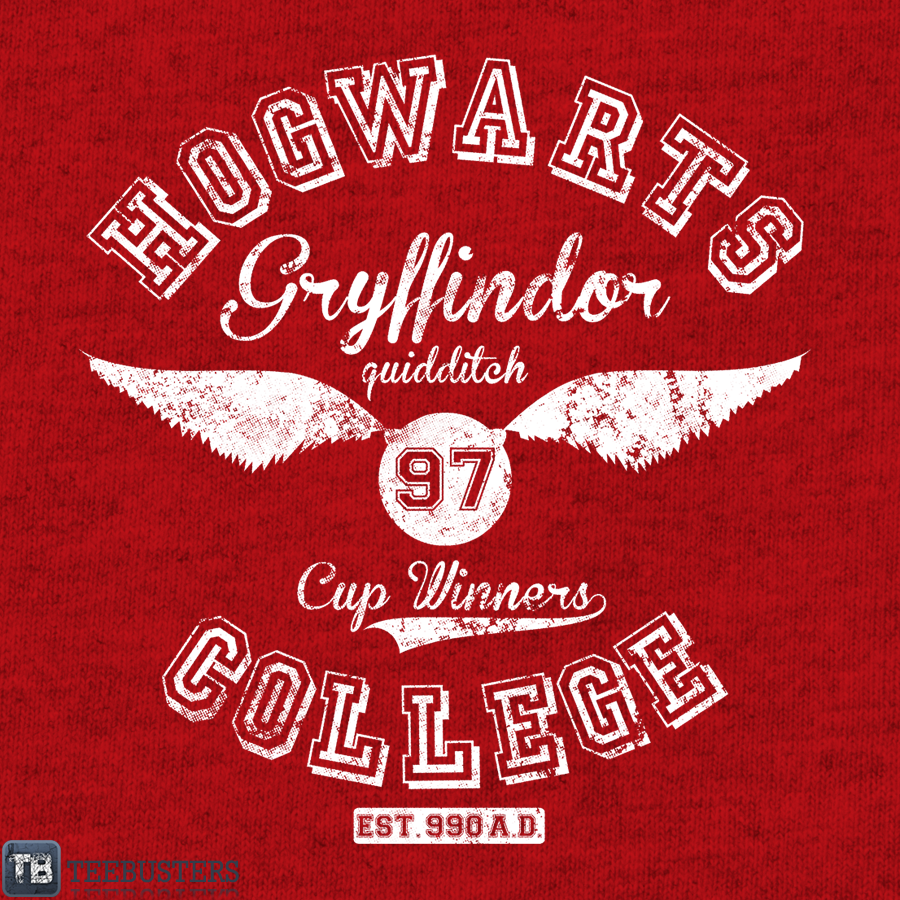 HOGWARTS
Gryffindor
quidditch
97
Cup Winners
COLLEGE
EST. 990 A.D.
TB TEEBUSTERS